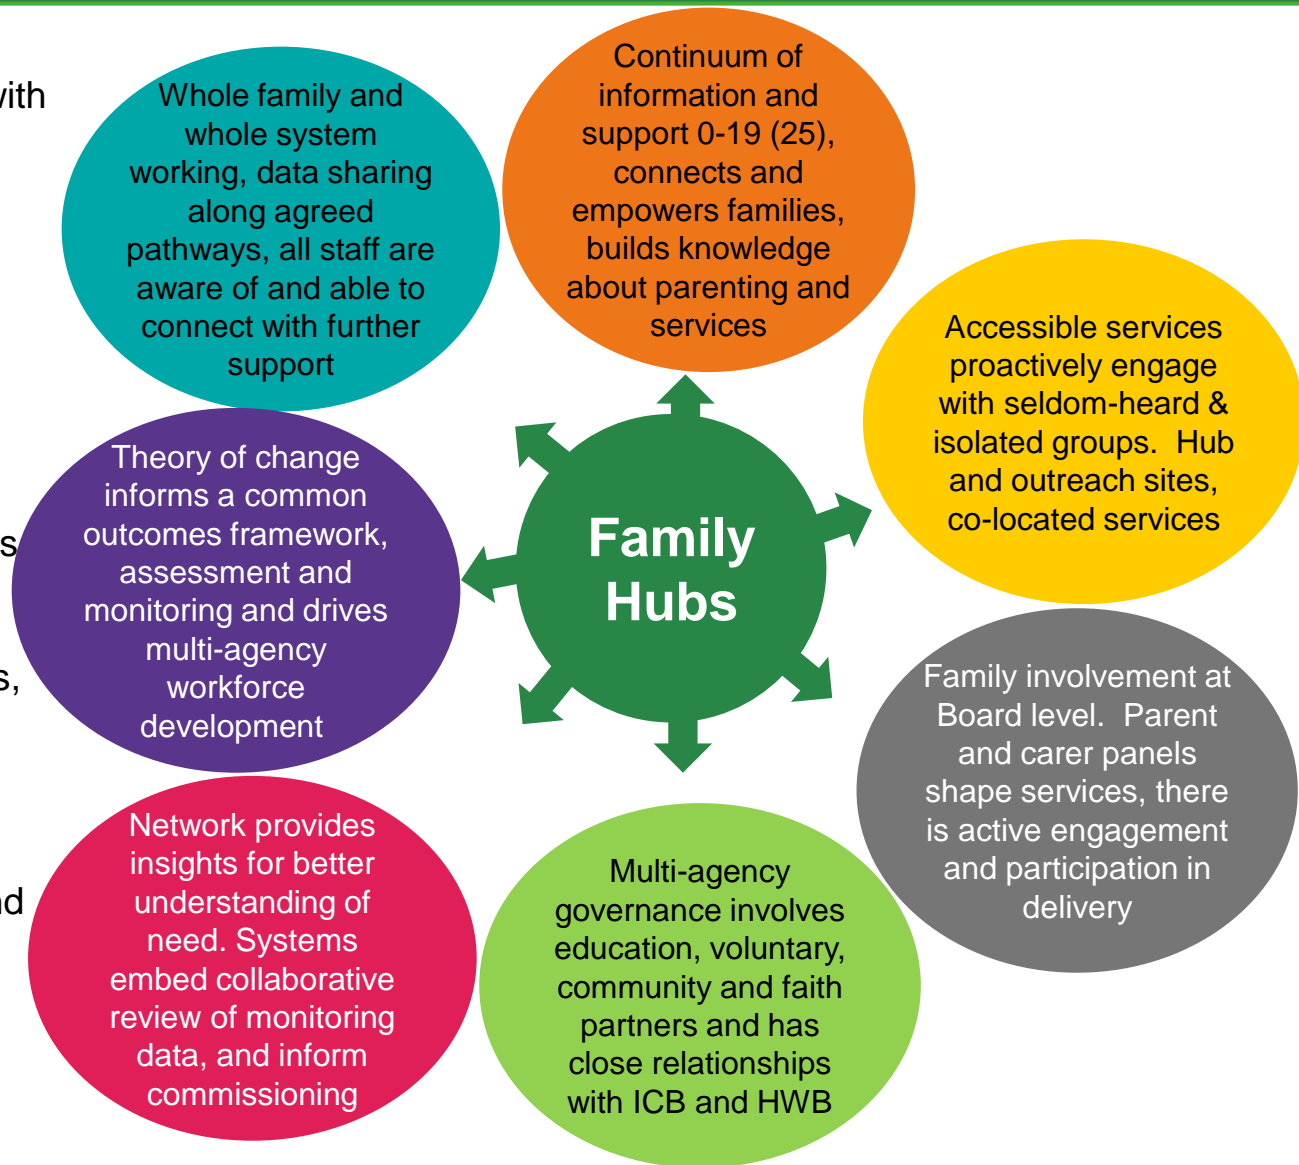 with
s
s,
nd
Whole family and
whole system
working, data sharing
along agreed
pathways, all staff are
aware of and able to
connect with further
support
Continuum of
information and
support 0-19 (25),
connects and
empowers families,
builds knowledge
about parenting and
services
Accessible services
proactively engage
with seldom-heard &
isolated groups.  Hub
and outreach sites,
co-located services
Theory of change
informs a common
outcomes framework,
assessment and
monitoring and drives
multi-agency
workforce
development
Family
Hubs
Family involvement at
Board level.  Parent
and carer panels
shape services, there
is active engagement
and participation in
delivery
Network provides
insights for better
understanding of
need. Systems
embed collaborative
review of monitoring
data, and inform
commissioning
Multi-agency
governance involves
education, voluntary,
community and faith
partners and has
close relationships
with ICB and HWB